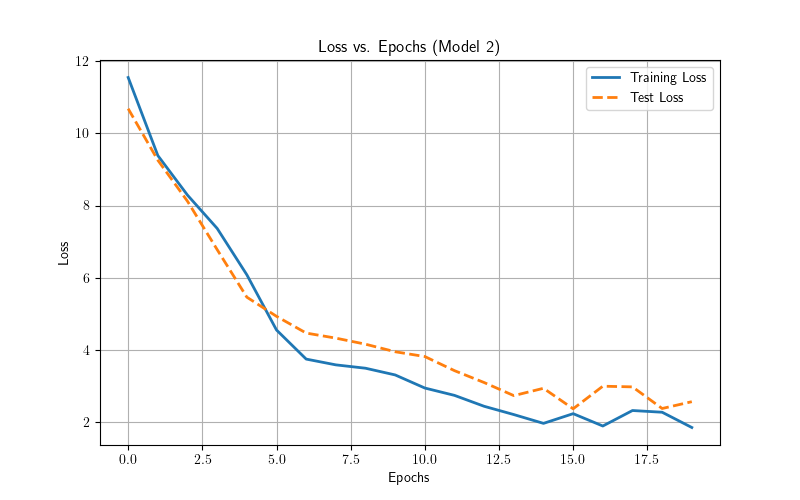 Loss vs. Epochs (Model 2)
Training Loss
Test Loss
12
10
8
6
4
2
Loss
0.0 2.5 5.0 7.5 10.0 12.5 15.0 17.5
Epochs